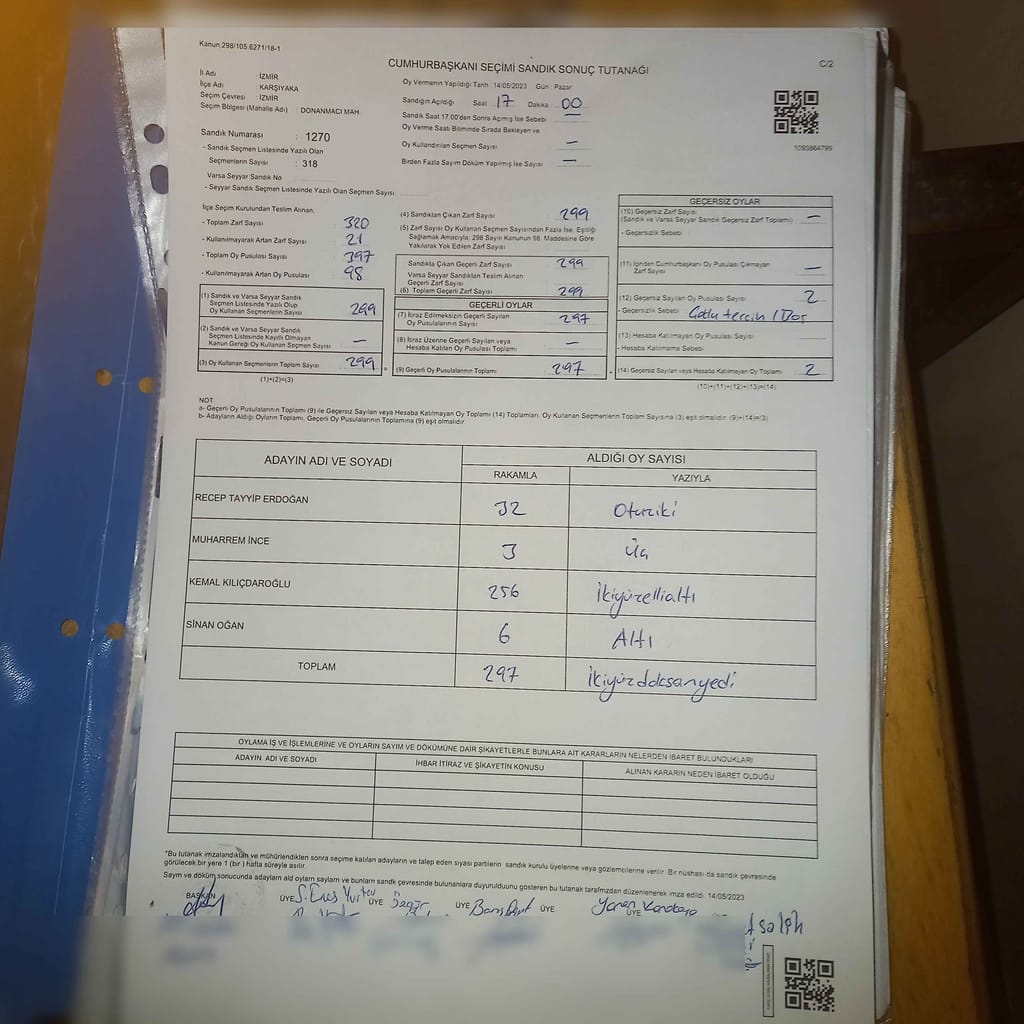 Kanun:298/105.6271/18-1
CUMHURBAŞKANI SEÇİMİ SANDIK SONUÇ TUTANAĞI
C/2
İl Adı : İZMİR
İlçe Adı : KARŞIYAKA
Seçim Çevresi : İZMİR
Seçim Bölgesi (Mahalle Adı) : DONANMACI MAH.
Sandık Numarası : 1270
- Sandık Seçmen Listesinde Yazılı Olan
Seçmenlerin Sayısı : 318
Varsa Seyyar Sandık No
- Seyyar Sandık Seçmen Listesinde Yazılı Olan Seçmen Sayısı
Oy Vermenin Yapıldığı Tarih : 14/05/2023 Gün : Pazar
Sandığın Açıldığı Saat 17 Dakika 00
Sandık Saat 17.00'den Sonra Açılmış İse Sebebi
Oy Verme Saati Bitiminde Sırada Bekleyen ve
Oy Kullandırılan Seçmen Sayısı : —
Birden Fazla Sayım Döküm Yapılmış İse Sayısı : —
1093864799
İlçe Seçim Kurulundan Teslim Alınan,
- Toplam Zarf Sayısı : 320
- Kullanılmayarak Artan Zarf Sayısı : 21
- Toplam Oy Pusulası Sayısı : 397
- Kullanılmayarak Artan Oy Pusulası : 98
(1) Sandık ve Varsa Seyyar Sandık
Seçmen Listesinde Yazılı Olup
Oy Kullanan Seçmenlerin Sayısı 299
(2) Sandık ve Varsa Seyyar Sandık
Seçmen Listesinde Kayıtlı Olmayan
Kanun Gereği Oy Kullanan Seçmen Sayısı —
(3) Oy Kullanan Seçmenlerin Toplam Sayısı 299
(1)+(2)=(3)
(4) Sandıktan Çıkan Zarf Sayısı : 299
(5) Zarf Sayısı Oy Kullanan Seçmen Sayısından Fazla İse, Eşitliği
Sağlamak Amacıyla; 298 Sayılı Kanunun 98. Maddesine Göre
Yakılarak Yok Edilen Zarf Sayısı
Sandıkta Çıkan Geçerli Zarf Sayısı : 299
Varsa Seyyar Sandıktan Teslim Alınan
Geçerli Zarf Sayısı
(6) Toplam Geçerli Zarf Sayısı : 299
GEÇERLİ OYLAR
(7) İtiraz Edilmeksizin Geçerli Sayılan
Oy Pusulalarının Sayısı : 297
(8) İtiraz Üzerine Geçerli Sayılan veya
Hesaba Katılan Oy Pusulası Toplamı : —
(9) Geçerli Oy Pusulalarının Toplamı : 297
GEÇERSİZ OYLAR
(10) Geçersiz Zarf Sayısı
(Sandık ve Varsa Seyyar Sandık Geçersiz Zarf Toplamı) : —
- Geçersizlik Sebebi :
(11) İçinden Cumhurbaşkanı Oy Pusulası Çıkmayan
Zarf Sayısı : —
(12) Geçersiz Sayılan Oy Pusulası Sayısı : 2
- Geçersizlik Sebebi :
(13) Hesaba Katılmayan Oy Pusulası Sayısı :
- Hesaba Katılmama Sebebi :
(14) Geçersiz Sayılan veya Hesaba Katılmayan Oy Toplamı : 2
(10)+(11)+(12)+(13)=(14)
NOT
a- Geçerli Oy Pusulalarının Toplamı (9) ile Geçersiz Sayılan veya Hesaba Katılmayan Oy Toplamı (14) Toplamları, Oy Kullanan Seçmenlerin Toplam Sayısına (3) eşit olmalıdır. (9)+(14)=(3)
b- Adayların Aldığı Oyların Toplamı, Geçerli Oy Pusulalarının Toplamına (9) eşit olmalıdır.
ADAYIN ADI VE SOYADI
ALDIĞI OY SAYISI
RAKAMLA YAZIYLA
RECEP TAYYİP ERDOĞAN 32 Otuziki
MUHARREM İNCE 3 Üç
KEMAL KILIÇDAROĞLU 256 İkiyüzellialtı
SİNAN OĞAN 6 Altı
TOPLAM 297 İkiyüzdoksanyedi
OYLAMA İŞ VE İŞLEMLERİNE VE OYLARIN SAYIM VE DÖKÜMÜNE DAİR ŞİKAYETLERLE BUNLARA AİT KARARLARIN NELERDEN İBARET BULUNDUKLARI
ADAYIN ADI VE SOYADI İHBAR İTİRAZ VE ŞİKAYETİN KONUSU ALINAN KARARIN NEDEN İBARET OLDUĞU
"Bu tutanak imzalandıktan ve mühürlendikten sonra seçime katılan adayların ve talep eden siyasi partilerin sandık kurulu üyelerine veya gözlemcilerine verilir. Bir nüshası da sandık çevresinde
görülecek bir yere 1 (bir ) hafta süreyle asılır.
Sayım ve döküm sonucunda adayların ald oyların sayıları ve bunların sandık çevresinde bulunanlara duyurulduunu gösteren bu tutanak tarafımızdan düzenlenerek imza edildi. 14/05/2023
BAŞKAN ÜYE ÜYE ÜYE ÜYE ÜYE